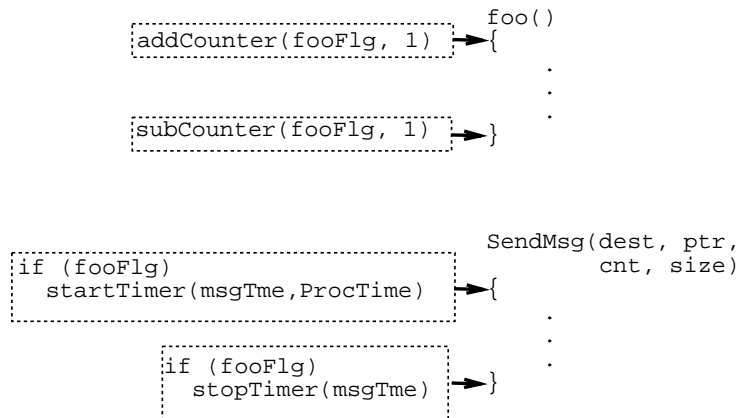 foo()
addCounter(fooFlg, 1) {
.
.
.
subCounter(fooFlg, 1) }
SendMsg(dest, ptr,
cnt, size)
if (fooFlg)
startTimer(msgTme,ProcTime) {
.
.
.
if (fooFlg)
stopTimer(msgTme) }